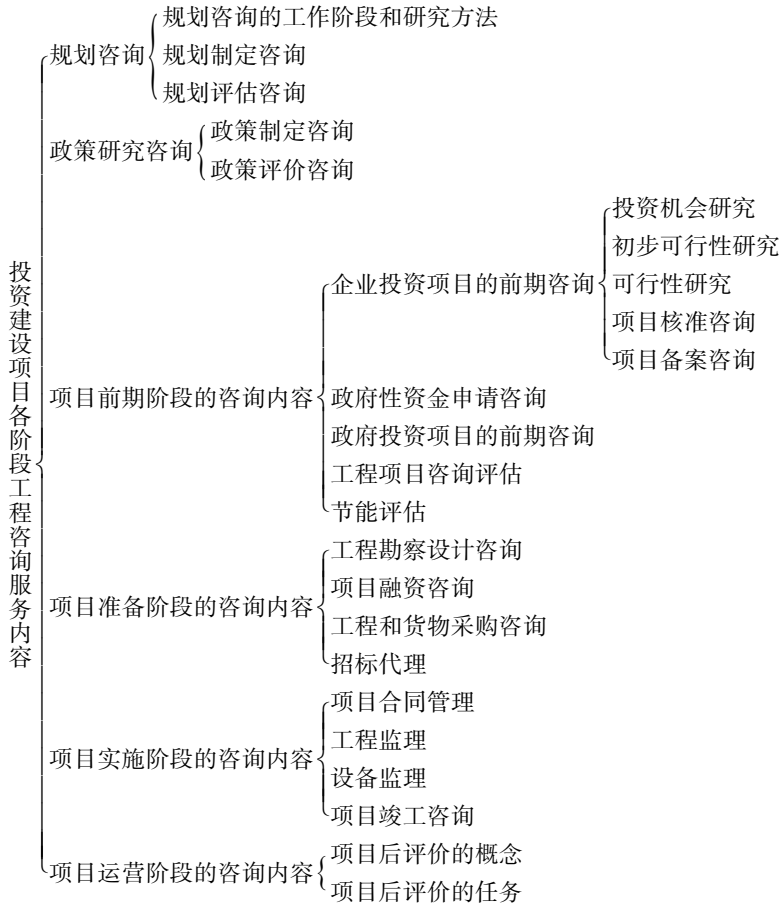 投资建设项目各阶段工程咨询服务内容
规划咨询
规划咨询的工作阶段和研究方法
规划制定咨询
规划评估咨询
政策研究咨询
政策制定咨询
政策评价咨询
项目前期阶段的咨询内容
企业投资项目的前期咨询
投资机会研究
初步可行性研究
可行性研究
项目核准咨询
项目备案咨询
政府性资金申请咨询
政府投资项目的前期咨询
工程项目咨询评估
节能评估
项目准备阶段的咨询内容
工程勘察设计咨询
项目融资咨询
工程和货物采购咨询
招标代理
项目实施阶段的咨询内容
项目合同管理
工程监理
设备监理
项目竣工咨询
项目运营阶段的咨询内容
项目后评价的概念
项目后评价的任务